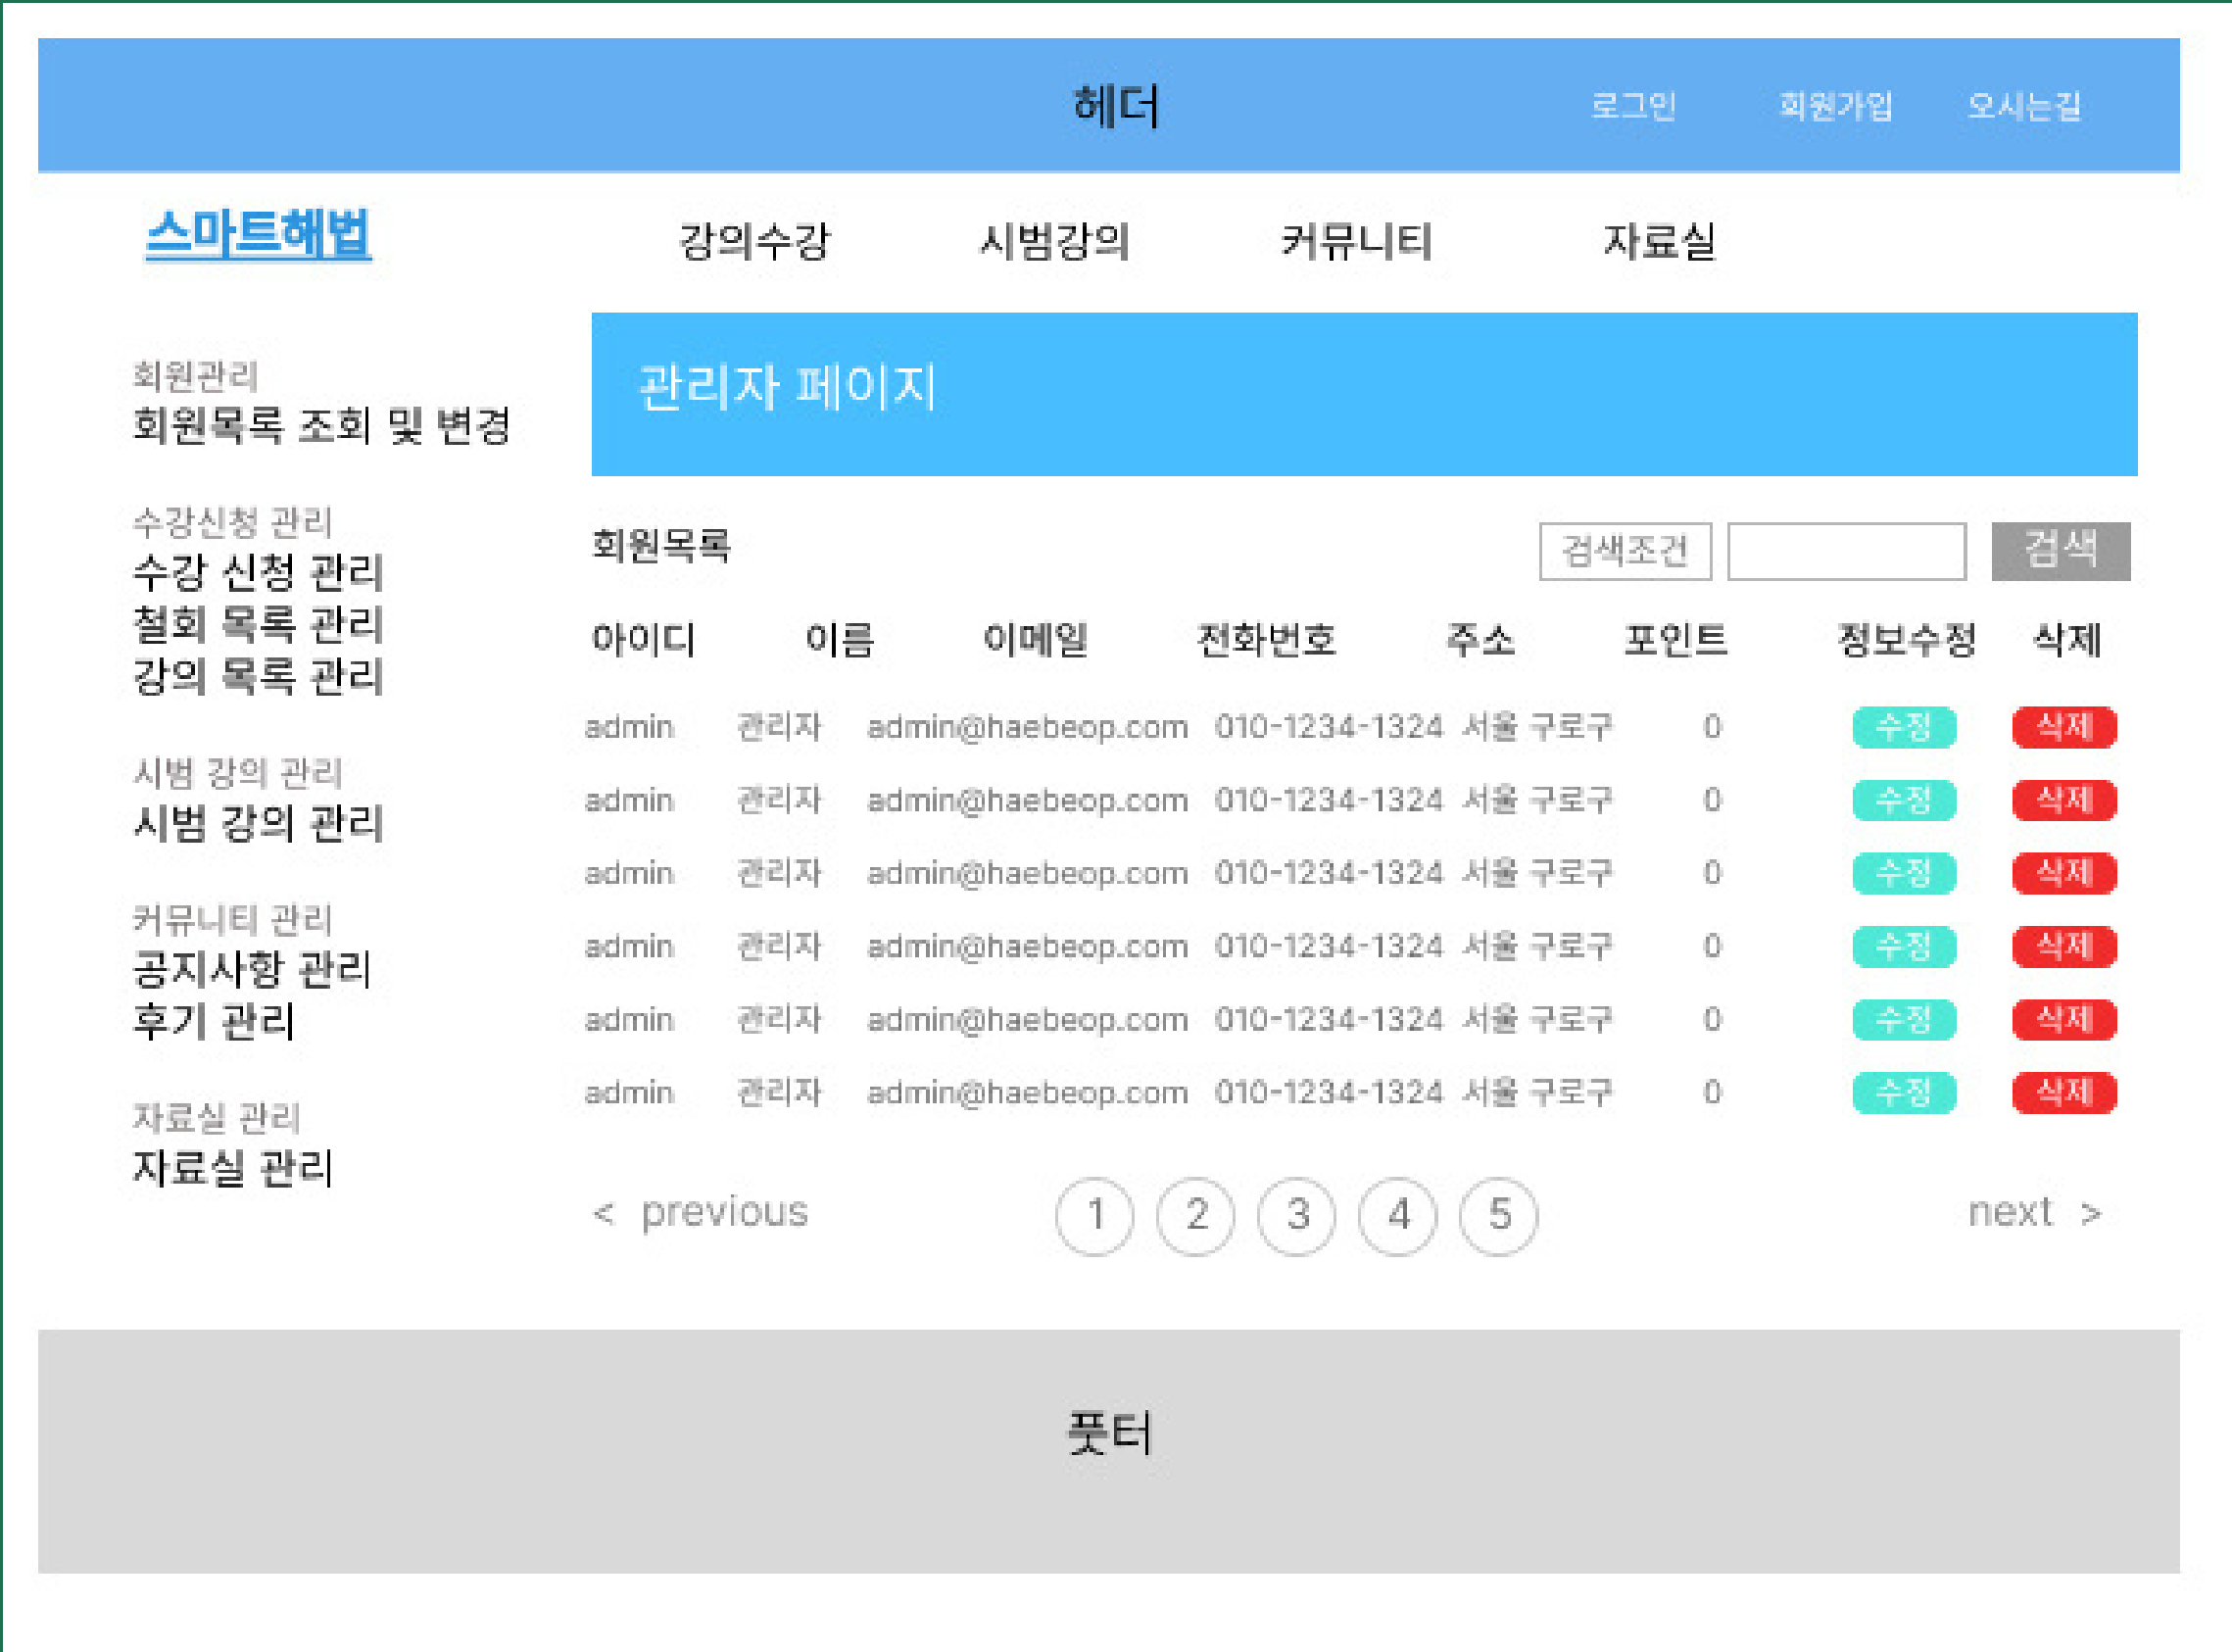 헤더 로그인 회원가입 오시는길
스마트해법 강의수강 시범강의 커뮤니티 자료실
회원관리
회원목록 조회 및 변경
수강신청 관리
수강 신청 관리
철회 목록 관리
강의 목록 관리
시범 강의 관리
시범 강의 관리
커뮤니티 관리
공지사항 관리
후기 관리
자료실 관리
자료실 관리
관리자 페이지
회원목록 검색조건 검색
아이디 이름 이메일 전화번호 주소 포인트 정보수정 삭제
admin 관리자 admin@haebeop.com 010-1234-1324 서울 구로구 0 수정 삭제
admin 관리자 admin@haebeop.com 010-1234-1324 서울 구로구 0 수정 삭제
admin 관리자 admin@haebeop.com 010-1234-1324 서울 구로구 0 수정 삭제
admin 관리자 admin@haebeop.com 010-1234-1324 서울 구로구 0 수정 삭제
admin 관리자 admin@haebeop.com 010-1234-1324 서울 구로구 0 수정 삭제
admin 관리자 admin@haebeop.com 010-1234-1324 서울 구로구 0 수정 삭제
< previous 1 2 3 4 5 next >
풋터